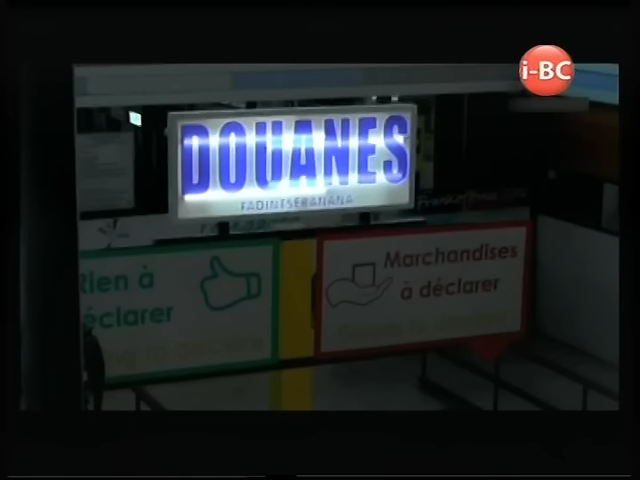 i-BC
DOUANES
FADINTSERANANA
Rien à
déclarer
Marchandises
à déclarer